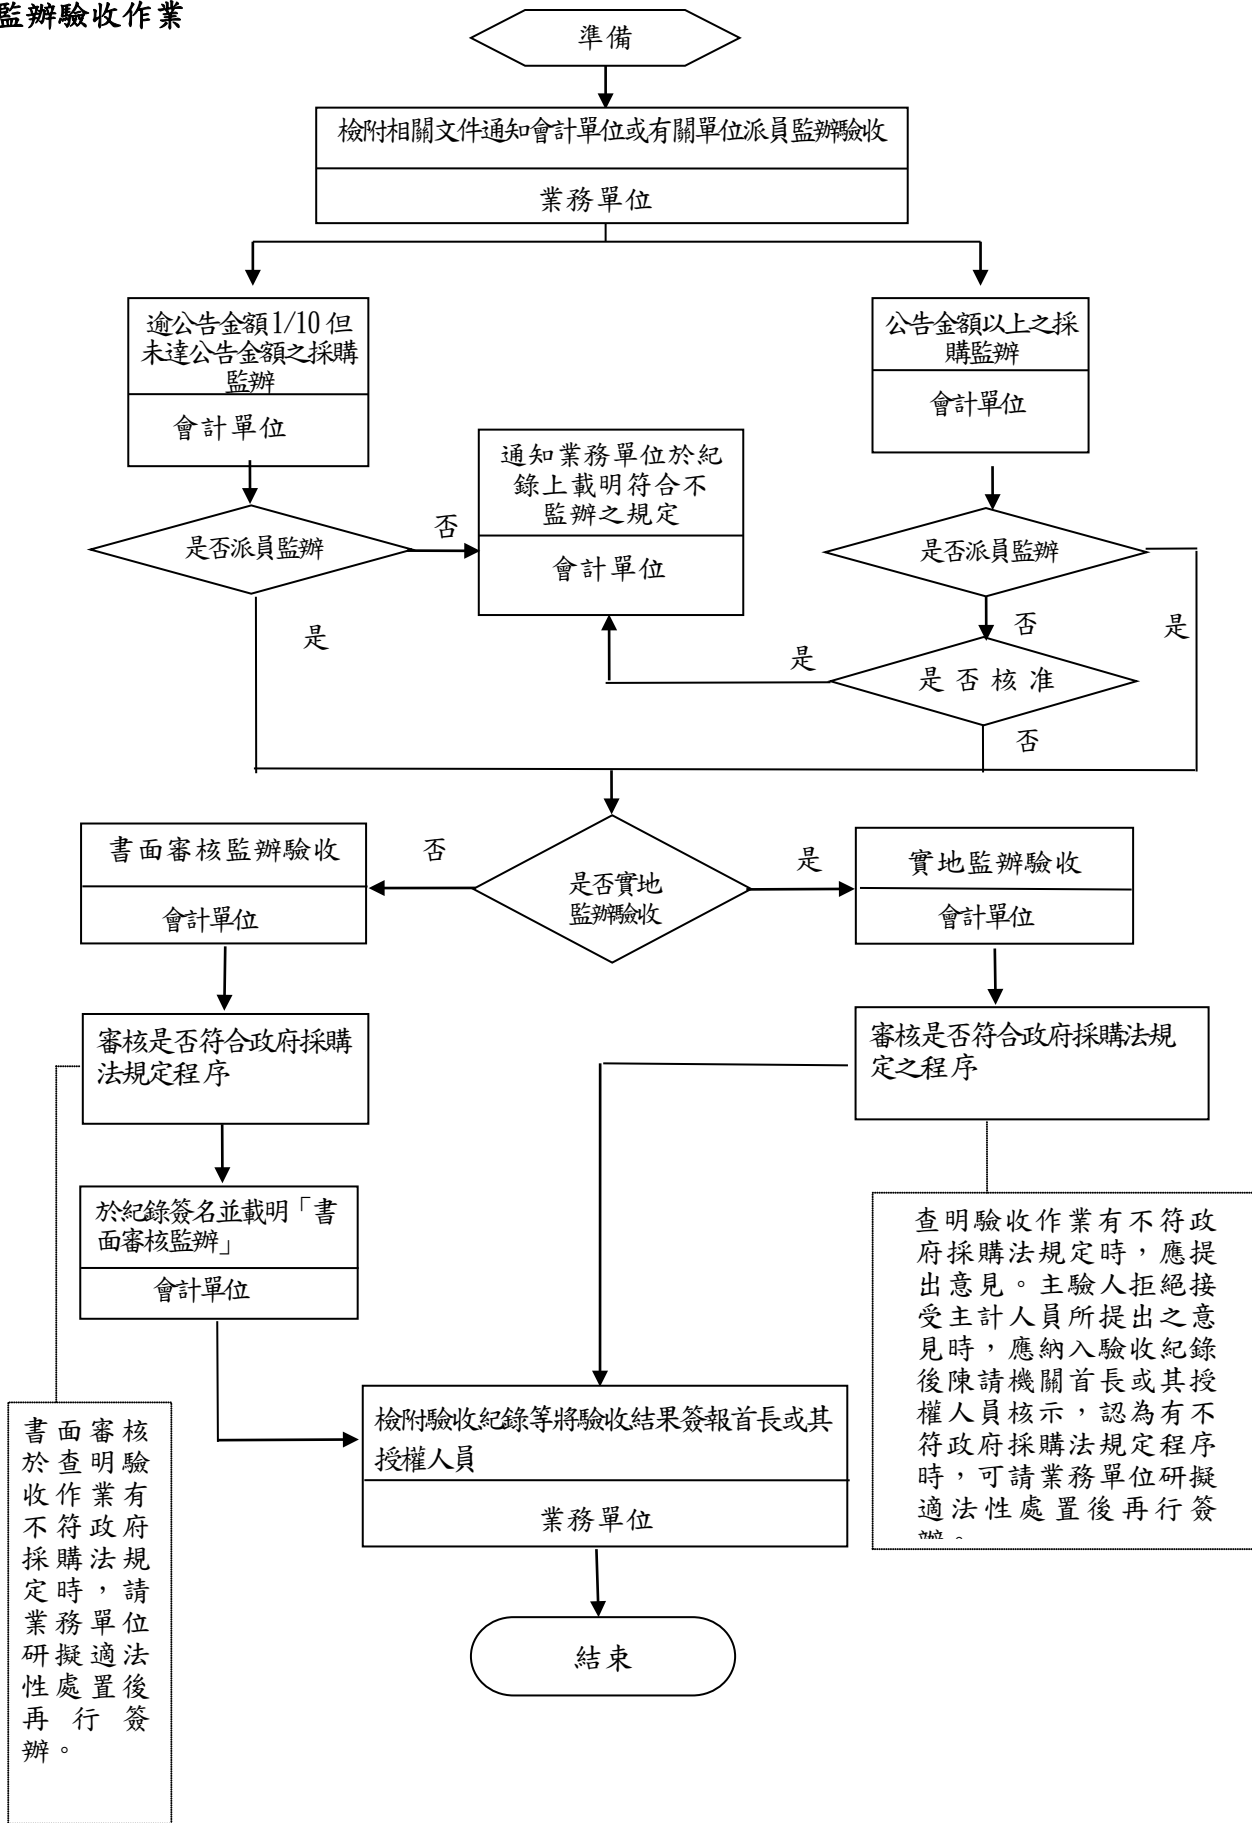 監辦驗收作業
準備
檢附相關文件通知會計單位或有關單位派員監辦驗收
業務單位
逾公告金額1/10但
未達公告金額之採購
監辦
會計單位
公告金額以上之採
購監辦
會計單位
通知業務單位於紀
錄上載明符合不
監辦之規定
會計單位
是否派員監辦
否
是
是否派員監辦
否
是
是否核准
是
否
書面審核監辦驗收
會計單位
否
是否實地
監辦驗收
是
實地監辦驗收
會計單位
審核是否符合政府採購
法規定程序
審核是否符合政府採購法規
定之程序
於紀錄簽名並載明「書
面審核監辦」
會計單位
查明驗收作業有不符政
府採購法規定時，應提
出意見。主驗人拒絕接
受主計人員所提出之意
見時，應納入驗收紀錄
後陳請機關首長或其授
權人員核示，認為有不
符政府採購法規定程序
時，可請業務單位研擬
適法性處置後再行簽
辦。
檢附驗收紀錄等將驗收結果簽報首長或其
授權人員
業務單位
書面審核
於查明驗
收作業有
不符政府
採購法規
定時，請
業務單位
研擬適法
性處置後
再行簽
辦。
結束